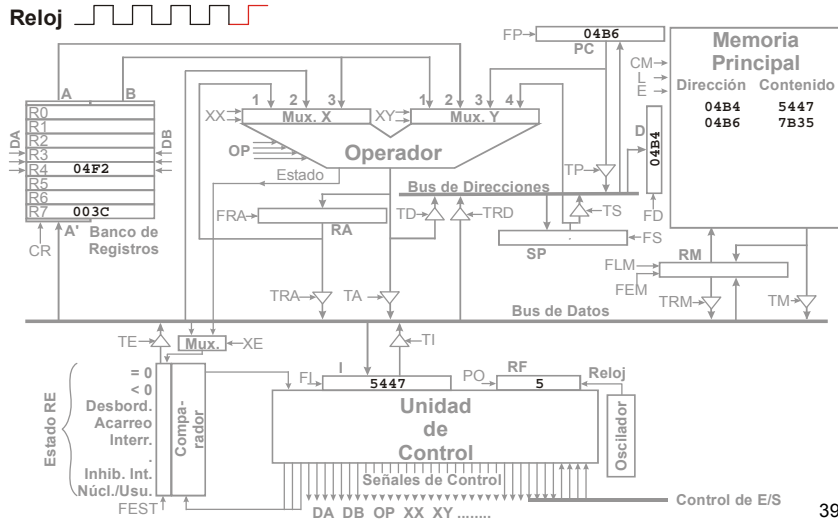 Reloj
FP
04B6
PC
Memoria
Principal
Dirección Contenido
04B4 5447
04B6 7B35
CM
L
E
A B
1 2 3
1 2 3 4
XX
Mux. X
XY
Mux. Y
D
04B4
DA
R0
R1
R2
R3
R4 04F2
R5
R6
R7 003C
DB
OP
Operador
Estado
TP
Bus de Direcciones
FD
A'
Banco de
Registros
CR
FRA
RA
TD
TRD
TS
SP
.
FS
FLM
RM
FEM
TRA
TA
TRM
TM
Bus de Datos
TE
Mux.
XE
TI
I
FI
5447
PO
RF
5
Reloj
Estado RE
= 0
< 0
Desbord.
Acarreo
Interr.
.
Inhib. Int.
Núcl./Usu.
Compa-
rador
Unidad
de
Control
Oscilador
Señales de Control
FEST
DA DB OP XX XY ........
Control de E/S
39